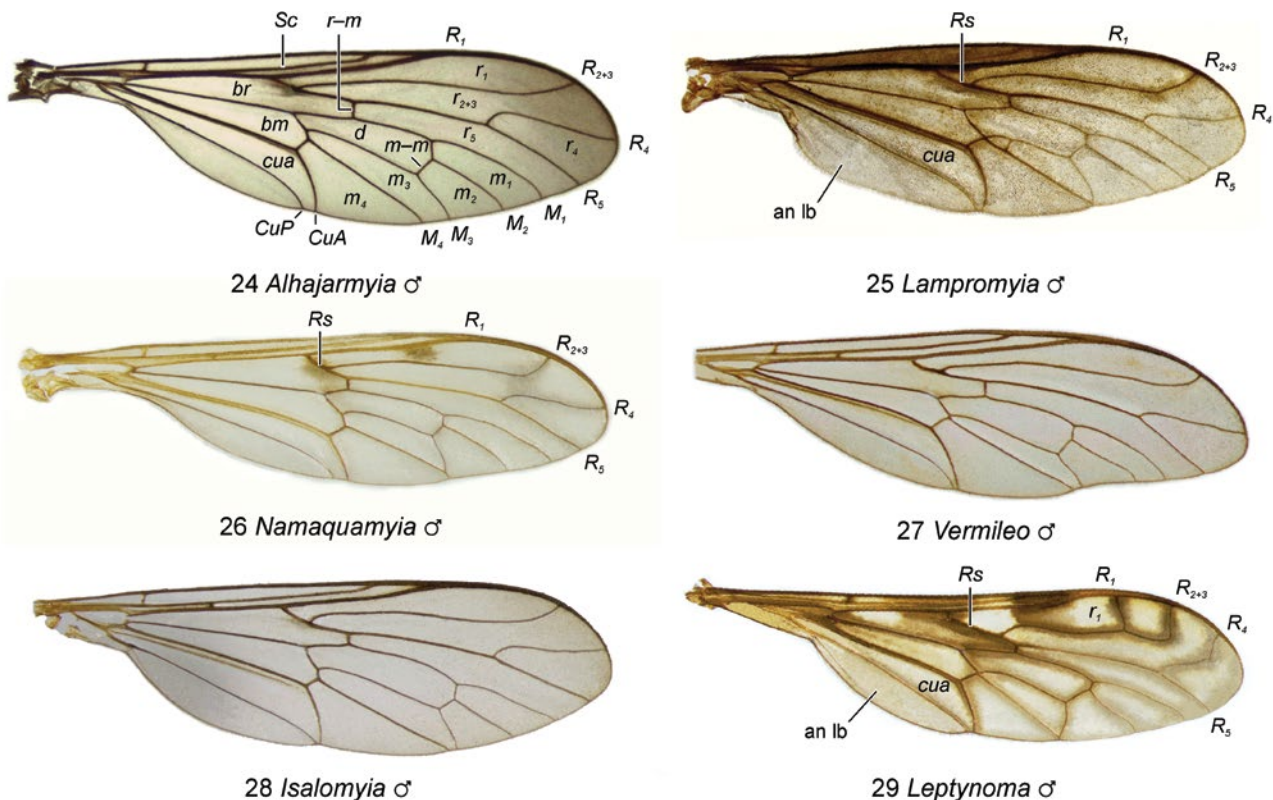 Sc r–m R1
R2+3
R4
R5
M1
M2
M3
M4
CuA
CuP
br
bm
cua
d
m–m
r1
r2+3
r5
r4
m1
m2
m3
m4
24 Alhajarmyia ♂
Rs R1
R2+3
R4
R5
cua
an lb
25 Lampromyia ♂
Rs R1
R2+3
R4
R5
26 Namaquamyia ♂
27 Vermileo ♂
28 Isalomyia ♂
Rs R1
R2+3
R4
R5
r1
cua
an lb
29 Leptynoma ♂